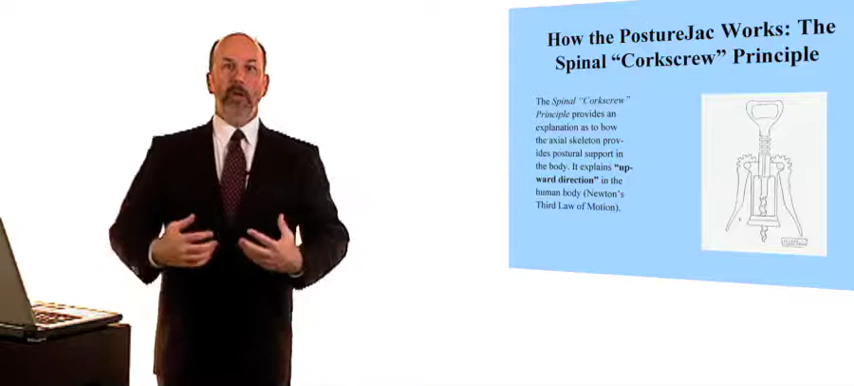 How the PostureJac Works: The
Spinal “Corkscrew” Principle
The Spinal “Corkscrew”
Principle provides an
explanation as to how
the axial skeleton prov-
ides postural support in
the body. It explains “up-
ward direction” in the
human body (Newton’s
Third Law of Motion).